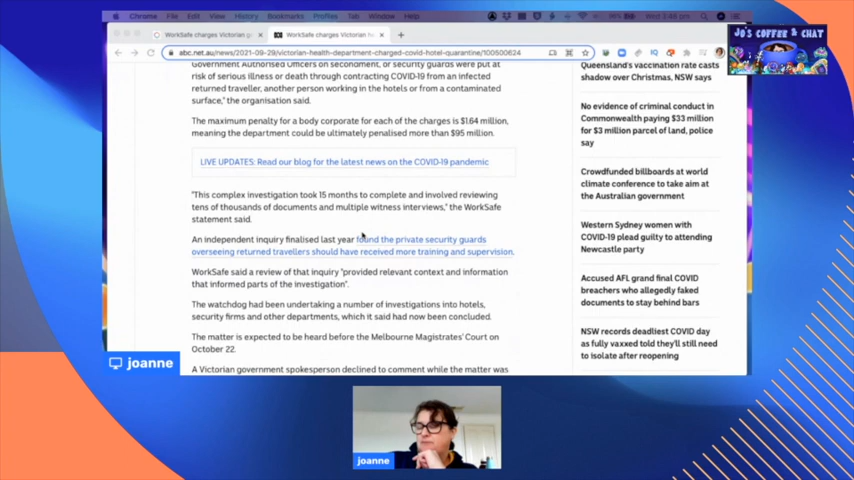 Chrome File Edit View History Bookmarks Profiles Tab Window Help
WorkSafe charges Victorian go
WorkSafe charges Victorian he
abc.net.au/news/2021-09-29/victorian-health-department-charged-covid-hotel-quarantine/100500624
JO'S COFFEE & CHAT
Government Authorised Officers on secondment, or security guards were put at
risk of serious illness or death through contracting COVID-19 from an infected
returned traveller, another person working in the hotels or from a contaminated
surface," the organisation said.
The maximum penalty for a body corporate for each of the charges is $1.64 million,
meaning the department could be ultimately penalised more than $95 million.
LIVE UPDATES: Read our blog for the latest news on the COVID-19 pandemic
"This complex investigation took 15 months to complete and involved reviewing
tens of thousands of documents and multiple witness interviews," the WorkSafe
statement said.
An independent inquiry finalised last year found the private security guards
overseeing returned travellers should have received more training and supervision.
WorkSafe said a review of that inquiry "provided relevant context and information
that informed parts of the investigation".
The watchdog had been undertaking a number of investigations into hotels,
security firms and other departments, which it said had now been concluded.
The matter is expected to be heard before the Melbourne Magistrates' Court on
October 22.
A Victorian government spokesperson declined to comment while the matter was
Queensland's vaccination rate casts
shadow over Christmas, NSW says
No evidence of criminal conduct in
Commonwealth paying $33 million
for $3 million parcel of land, police
say
Crowdfunded billboards at world
climate conference to take aim at
the Australian government
Western Sydney women with
COVID-19 plead guilty to attending
Newcastle party
Accused AFL grand final COVID
breachers who allegedly faked
documents to stay behind bars
NSW records deadliest COVID day
as fully vaxxed told they'll still need
to isolate after reopening
joanne
joanne